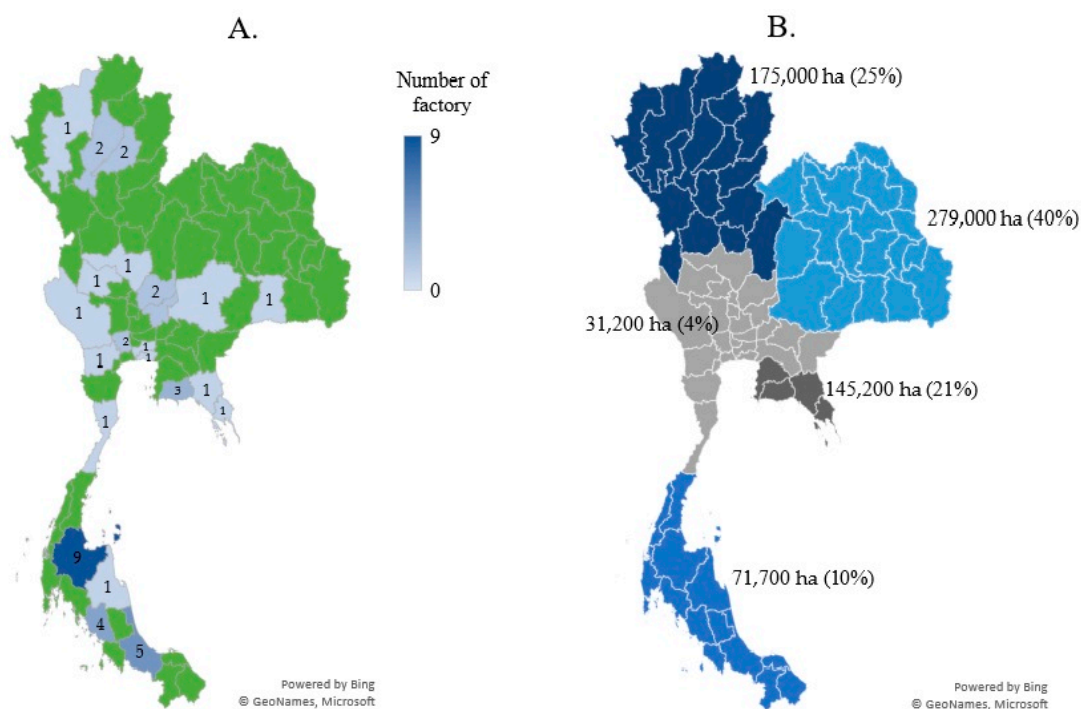 A.
Number of
factory
9
0
1
2
2
1
1
2
1
1
1
2
1
1
1
3
1
1
1
9
1
4
5
Powered by Bing
© GeoNames, Microsoft
B.
175,000 ha (25%)
279,000 ha (40%)
31,200 ha (4%)
145,200 ha (21%)
71,700 ha (10%)
Powered by Bing
© GeoNames, Microsoft